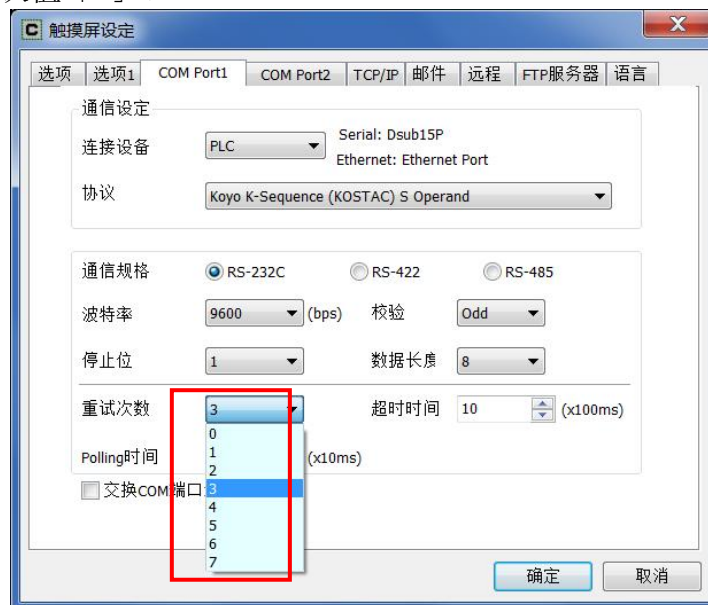 触摸屏设定
选项 选项1 COM Port1 COM Port2 TCP/IP 邮件 远程 FTP服务器 语言
通信设定
连接设备 PLC Serial: Dsub15P
Ethernet: Ethernet Port
协议 Koyo K-Sequence (KOSTAC) S Operand
通信规格 RS-232C RS-422 RS-485
波特率 9600 (bps) 校验 Odd
停止位 1 数据长度 8
重试次数 3 超时时间 10 (x100ms)
0
Polling时间 1 (x10ms)
2
交换COM端口 3
4
5
6
7
确定 取消